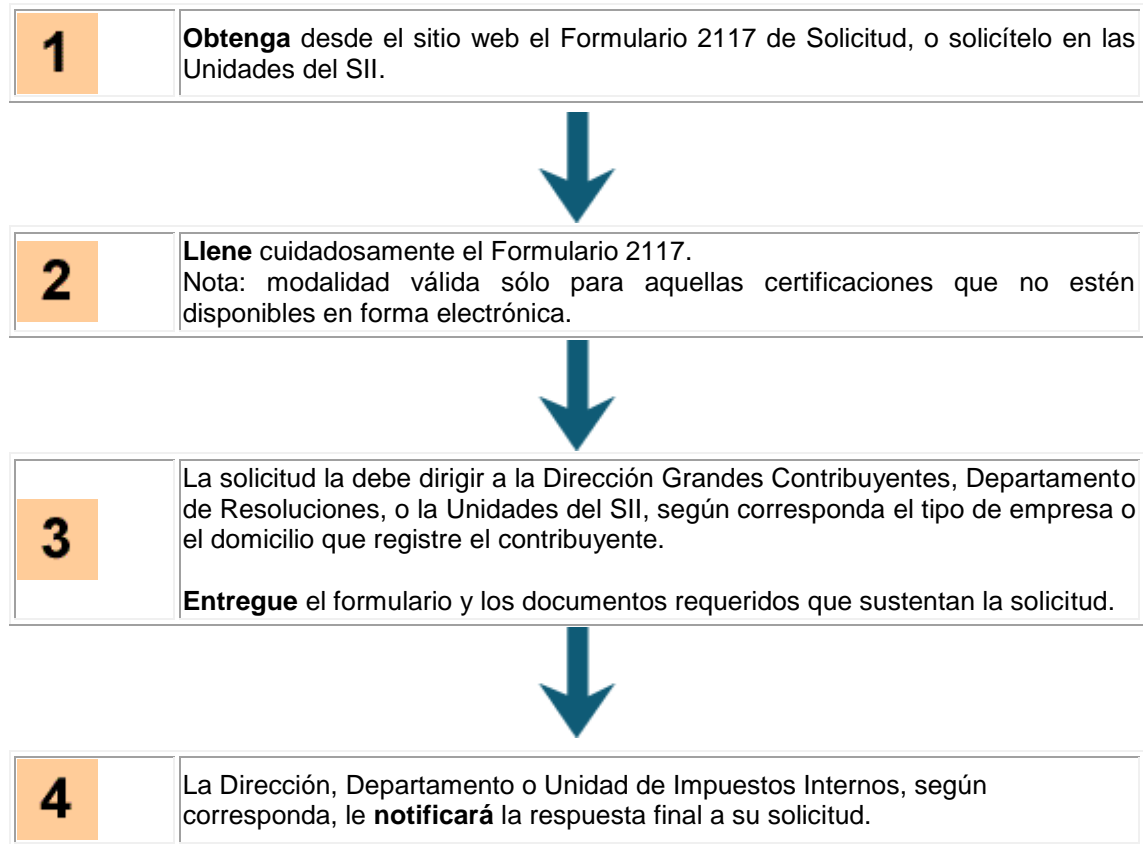 1
Obtenga desde el sitio web el Formulario 2117 de Solicitud, o solicítelo en las
Unidades del SII.
2
Llene cuidadosamente el Formulario 2117.
Nota: modalidad válida sólo para aquellas certificaciones que no estén
disponibles en forma electrónica.
3
La solicitud la debe dirigir a la Dirección Grandes Contribuyentes, Departamento
de Resoluciones, o la Unidades del SII, según corresponda el tipo de empresa o
el domicilio que registre el contribuyente.
Entregue el formulario y los documentos requeridos que sustentan la solicitud.
4
La Dirección, Departamento o Unidad de Impuestos Internos, según
corresponda, le notificará la respuesta final a su solicitud.